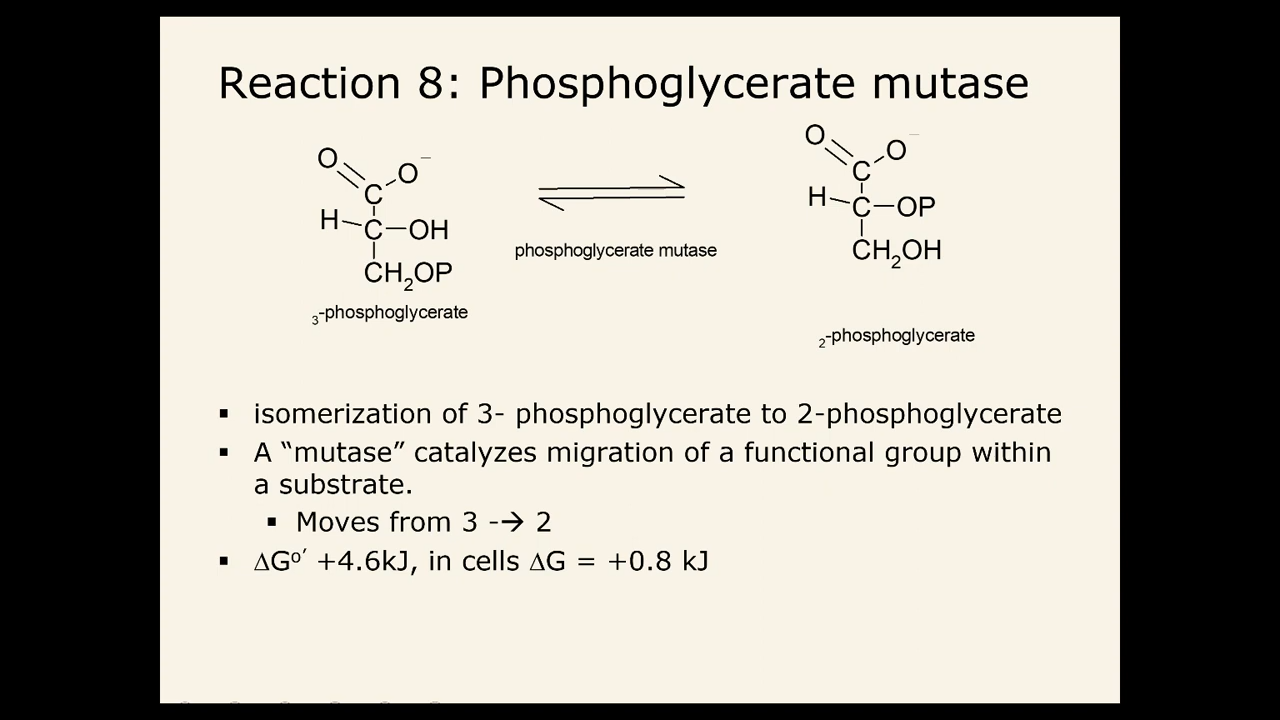 Reaction 8: Phosphoglycerate mutase
O
O⁻
C
H–C–OH
CH₂OP
3-phosphoglycerate
phosphoglycerate mutase
O
O⁻
C
H–C–OP
CH₂OH
2-phosphoglycerate
▪ isomerization of 3- phosphoglycerate to 2-phosphoglycerate
▪ A “mutase” catalyzes migration of a functional group within
a substrate.
▪ Moves from 3 -→ 2
▪ ΔG°′ +4.6kJ, in cells ΔG = +0.8 kJ